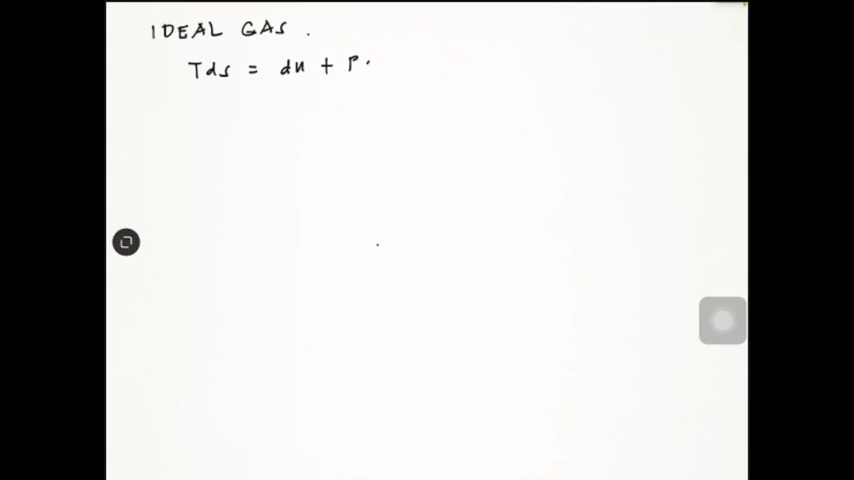 IDEAL GAS .
Tds = du + P.